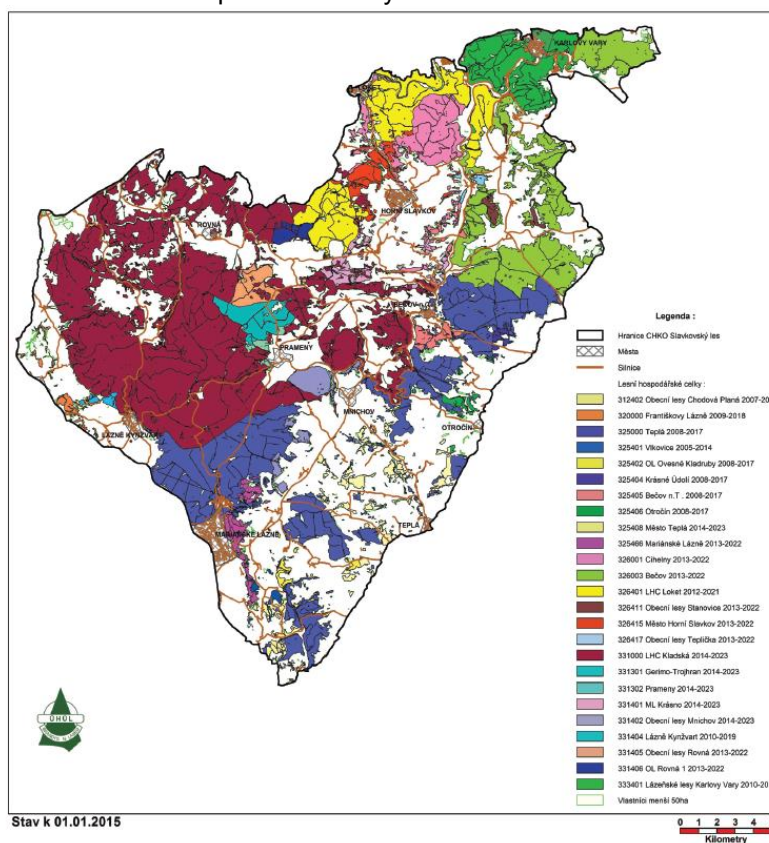 KARLOVY VARY
HORNÍ SLAVKOV
ROVNÁ
PRAMENY
MNICHOV
OTROČÍN
LÁZNĚ KYNŽVART
TEPLÁ
MARIÁNSKÉ LÁZNĚ
Legenda :
Hranice CHKO Slavkovský les
Města
Silnice
Lesní hospodářské celky :
312402 Obecní lesy Chodová Planá 2007-20
320000 Františkovy Lázně 2009-2018
325000 Teplá 2008-2017
325401 Vlkovice 2005-2014
325402 OL Ovesné Kladruby 2008-2017
325404 Krásné Údolí 2008-2017
325405 Bečov n.T . 2008-2017
325406 Otročín 2008-2017
325408 Město Teplá 2014-2023
325466 Mariánské Lázně 2013-2022
326001 Cihelny 2013-2022
326003 Bečov 2013-2022
326401 LHC Loket 2012-2021
326411 Obecní lesy Stanovice 2013-2022
326415 Město Horní Slavkov 2013-2022
326417 Obecní lesy Teplička 2013-2022
331000 LHC Kladská 2014-2023
331301 Gerimo-Trojhran 2014-2023
331302 Prameny 2014-2023
331401 ML Krásno 2014-2023
331402 Obecní lesy Mnichov 2014-2023
331404 Lázně Kynžvart 2010-2019
331405 Obecní lesy Rovná 2013-2022
331406 OL Rovná 1 2013-2022
333401 Lázeňské lesy Karlovy Vary 2010-20
Vlastníci menší 50ha
ÚHÚL
Stav k 01.01.2015
0 1 2 3 4
Kilometry